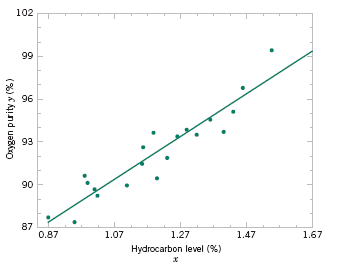 102
99
96
93
90
87
Oxygen purity y (%)
0.87 1.07 1.27 1.47 1.67
Hydrocarbon level (%)
x